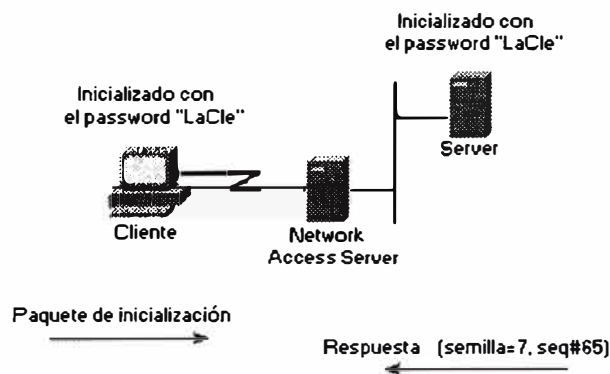 Inicializado con
el password "LaCle"
Inicializado con
el password "LaCle"
Server
Cliente
Network
Access Server
Paquete de inicialización
Respuesta (semilla=7, seq#65)